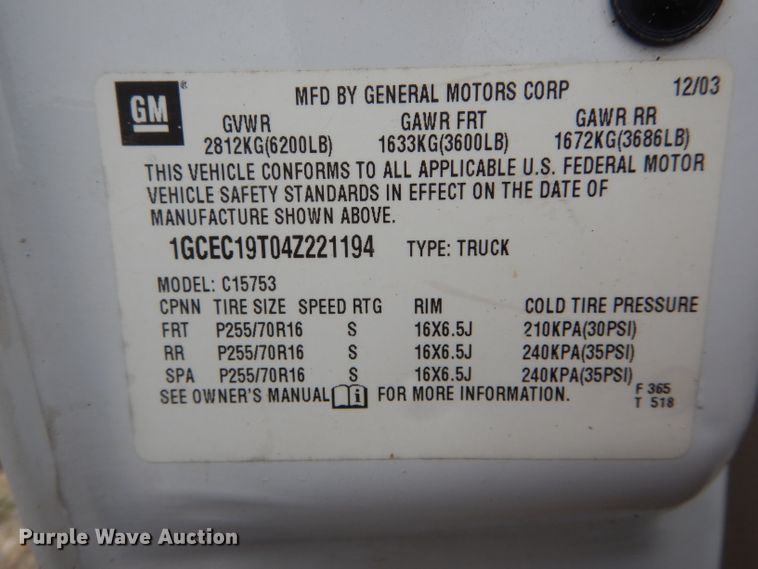 GM ® MFD BY GENERAL MOTORS CORP 12/03
GVWR GAWR FRT GAWR RR
2812KG(6200LB) 1633KG(3600LB) 1672KG(3686LB)
THIS VEHICLE CONFORMS TO ALL APPLICABLE U.S. FEDERAL MOTOR
VEHICLE SAFETY STANDARDS IN EFFECT ON THE DATE OF
MANUFACTURE SHOWN ABOVE.
1GCEC19T04Z221194 TYPE: TRUCK
MODEL: C15753
CPNN TIRE SIZE SPEED RTG RIM COLD TIRE PRESSURE
FRT P255/70R16 S 16X6.5J 210KPA(30PSI)
RR P255/70R16 S 16X6.5J 240KPA(35PSI)
SPA P255/70R16 S 16X6.5J 240KPA(35PSI)
SEE OWNER'S MANUAL i FOR MORE INFORMATION.
F 365
T 518
Purple Wave Auction